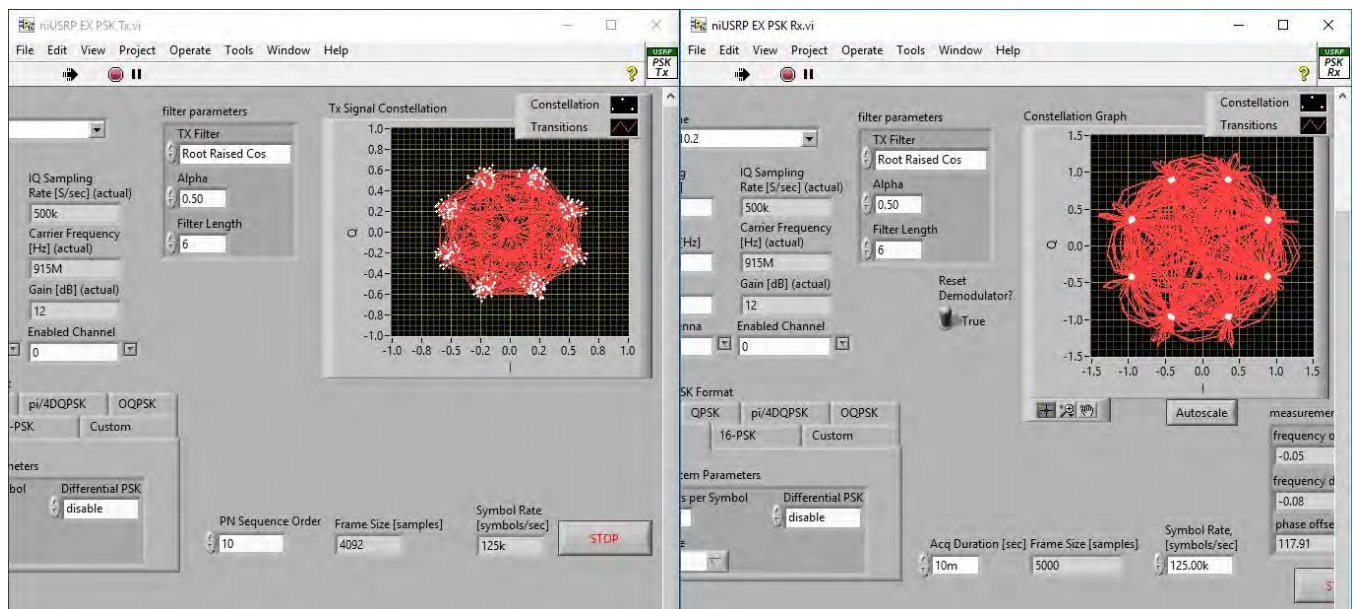 niUSRP EX PSK Tx.vi
File Edit View Project Operate Tools Window Help
USRP
PSK
Tx
filter parameters
TX Filter
Root Raised Cos
Alpha
0.50
Filter Length
6
IQ Sampling
Rate [S/sec] (actual)
500k
Carrier Frequency
[Hz] (actual)
915M
Gain [dB] (actual)
12
Enabled Channel
0
Tx Signal Constellation
Constellation
Transitions
1.0
0.8
0.6
0.4
0.2
0.0
-0.2
-0.4
-0.6
-0.8
-1.0
Q
-1.0 -0.8 -0.5 -0.2 0.0 0.2 0.5 0.8 1.0
I
pi/4DQPSK OQPSK
-PSK Custom
meters
bol
Differential PSK
disable
PN Sequence Order
10
Frame Size [samples]
4092
Symbol Rate
[symbols/sec]
125k
STOP
niUSRP EX PSK Rx.vi
File Edit View Project Operate Tools Window Help
USRP
PSK
Rx
me
10.2
filter parameters
TX Filter
Root Raised Cos
Alpha
0.50
Filter Length
6
IQ Sampling
Rate [S/sec] (actual)
500k
Carrier Frequency
[Hz] (actual)
915M
Gain [dB] (actual)
12
Enabled Channel
0
Reset
Demodulator?
True
Constellation Graph
Constellation
Transitions
1.5
1.0
0.5
0.0
-0.5
-1.0
-1.5
Q
-1.5 -1.0 -0.5 0.0 0.5 1.0 1.5
I
Autoscale
PSK Format
QPSK pi/4DQPSK OQPSK
16-PSK Custom
tem Parameters
s per Symbol
Differential PSK
disable
Acq Duration [sec]
10m
Frame Size [samples]
5000
Symbol Rate,
[symbols/sec]
125.00k
measuremen
frequency o
-0.05
frequency d
-0.08
phase offse
117.91